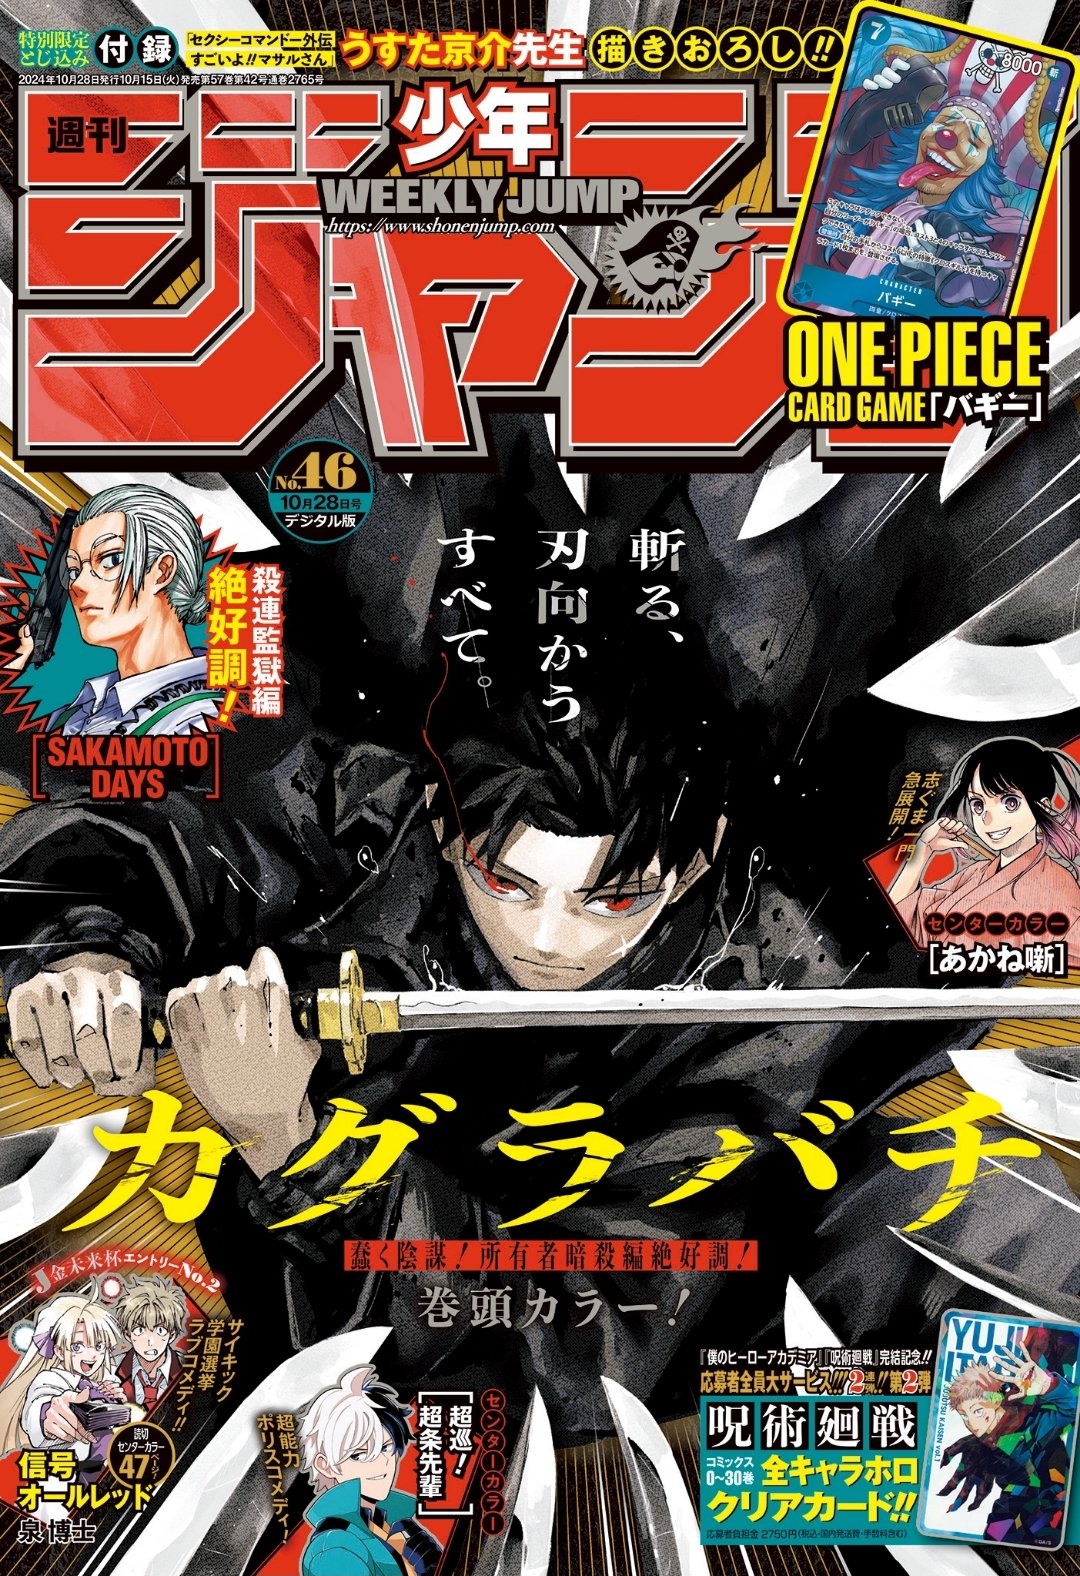 特別限定
とじ込み
付録
「セクシーコマンドー外伝
すごいよ!!マサルさん」
うすた京介先生
描きおろし!!
2024年10月28日発行10月15日(火)発売第57巻第42号通巻2765号
週刊
少年
ジャンプ
WEEKLY JUMP
https://www.shonenjump.com
7
8000
斬
CHARACTER
バギー
ONE PIECE
CARD GAME「バギー」
No.46
10月28日号
デジタル版
斬る、
刃向かう
すべて。
殺連監獄編
絶好調!
[SAKAMOTO
DAYS]
志ぐま一門
急展開!
センターカラー
[あかね噺]
カグラバチ
蠢く陰謀!所有者暗殺編絶好調!
巻頭カラー!
J金未来杯エントリーNo.2
サイキック
学園選挙
ラブコメディ!!
読切
センターカラー
47ページ!
信号
オールレッド
泉 博士
超能力
ポリスコメディ!
センターカラー
[超巡!
超条先輩]
『僕のヒーローアカデミア』『呪術廻戦』完結記念!!
応募者全員大サービス!!!2連弾!!第2弾
呪術廻戦
コミックス
0～30巻
全キャラホロ
クリアカード!!
応募者負担金 2750円(税込・国内発送費・手数料含む)
YUJI
ITADORI
JUJUTSU KAISEN VOL.1